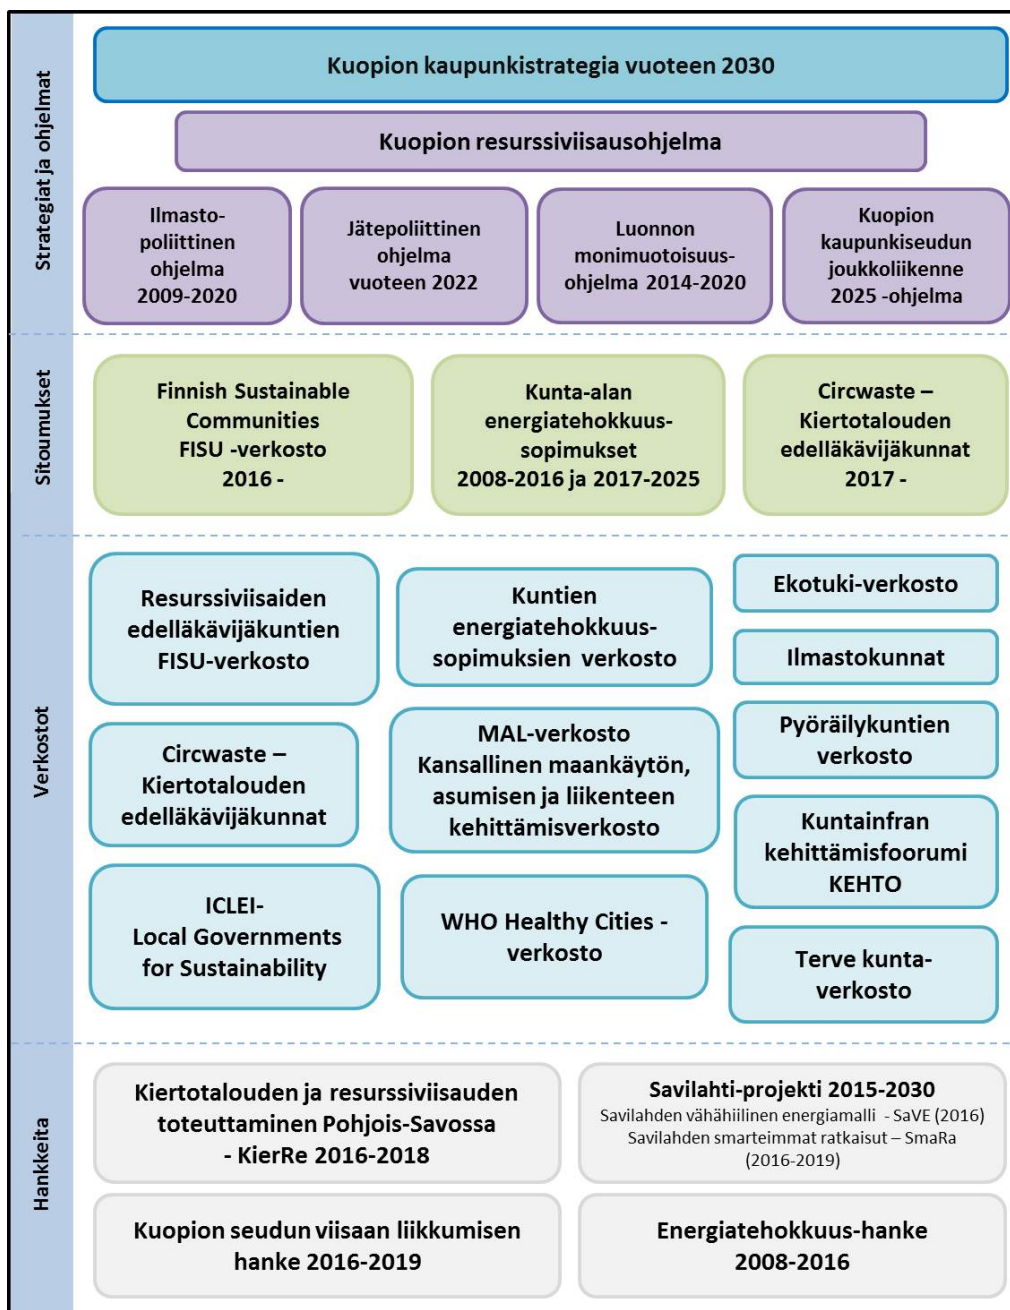 Strategiat ja ohjelmat
Kuopion kaupunkistrategia vuoteen 2030
Kuopion resurssiviisausohjelma
Ilmasto-
poliittinen
ohjelma
2009-2020
Jätepoliittinen
ohjelma
vuoteen 2022
Luonnon
monimuotoisuus-
ohjelma 2014-2020
Kuopion
kaupunkiseudun
joukkoliikenne
2025 -ohjelma
Sitoumukset
Finnish Sustainable
Communities
FISU -verkosto
2016 -
Kunta-alan
energiatehokkuus-
sopimukset
2008-2016 ja 2017-2025
Circwaste –
Kiertotalouden
edelläkävijäkunnat
2017 -
Verkostot
Resurssiviisaiden
edelläkävijäkuntien
FISU-verkosto
Circwaste –
Kiertotalouden
edelläkävijäkunnat
ICLEI-
Local Governments
for Sustainability
Kuntien
energiatehokkuus-
sopimuksien verkosto
MAL-verkosto
Kansallinen maankäytön,
asumisen ja liikenteen
kehittämisverkosto
WHO Healthy Cities -
verkosto
Ekotuki-verkosto
Ilmastokunnat
Pyöräilykuntien
verkosto
Kuntainfran
kehittämisfoorumi
KEHTO
Terve kunta-
verkosto
Hankkeita
Kiertotalouden ja resurssiviisauden
toteuttaminen Pohjois-Savossa
- KierRe 2016-2018
Savilahti-projekti 2015-2030
Savilahden vähähiilinen energiamalli - SaVE (2016)
Savilahden smarteimmat ratkaisut – SmaRa
(2016-2019)
Kuopion seudun viisaan liikkumisen
hanke 2016-2019
Energiatehokkuus-hanke
2008-2016